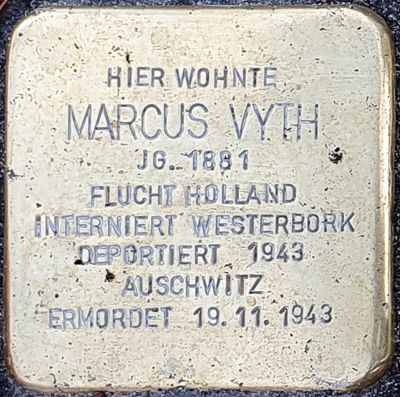 HIER WOHNTE
MARCUS VYTH
JG. 1881
FLUCHT HOLLAND
INTERNIERT WESTERBORK
DEPORTIERT 1943
AUSCHWITZ
ERMORDET 19.11.1943